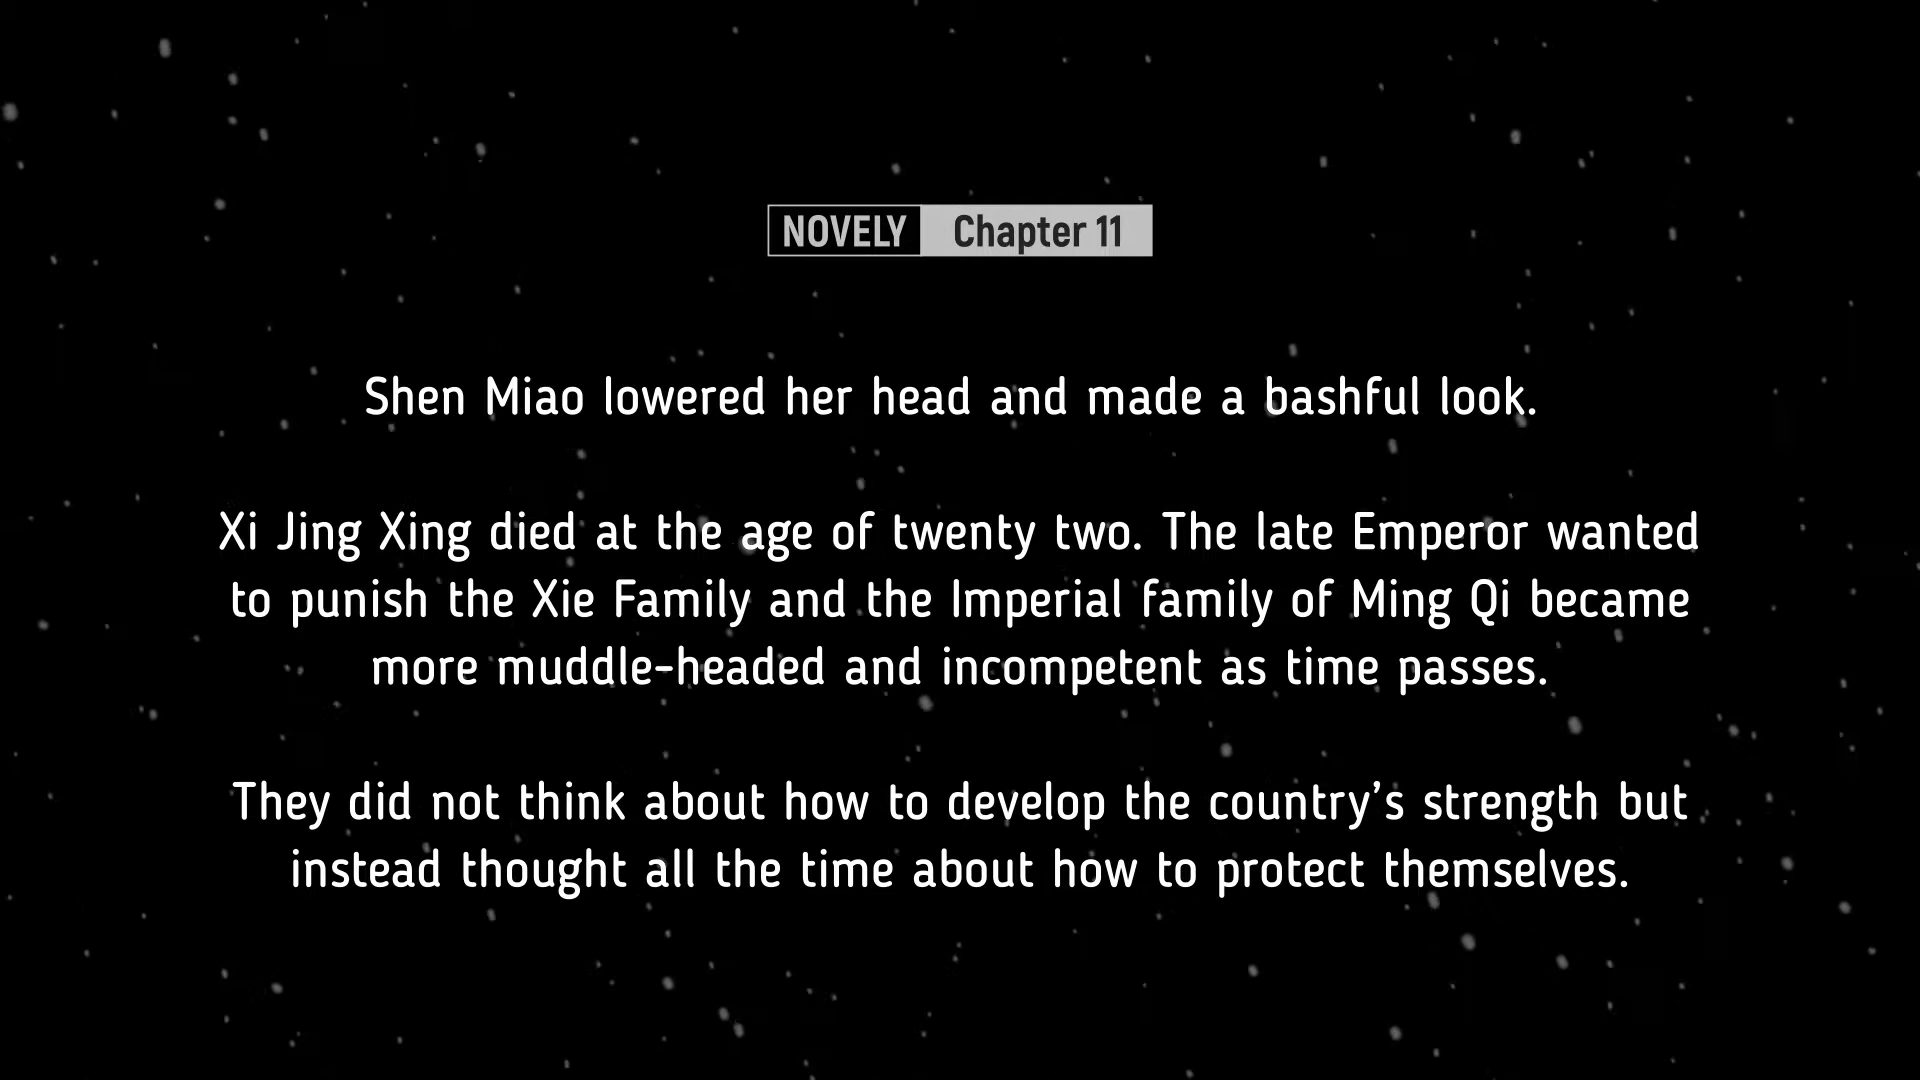 NOVELY Chapter 11
Shen Miao lowered her head and made a bashful look.
Xi Jing Xing died at the age of twenty two. The late Emperor wanted
to punish the Xie Family and the Imperial family of Ming Qi became
more muddle-headed and incompetent as time passes.
They did not think about how to develop the country’s strength but
instead thought all the time about how to protect themselves.